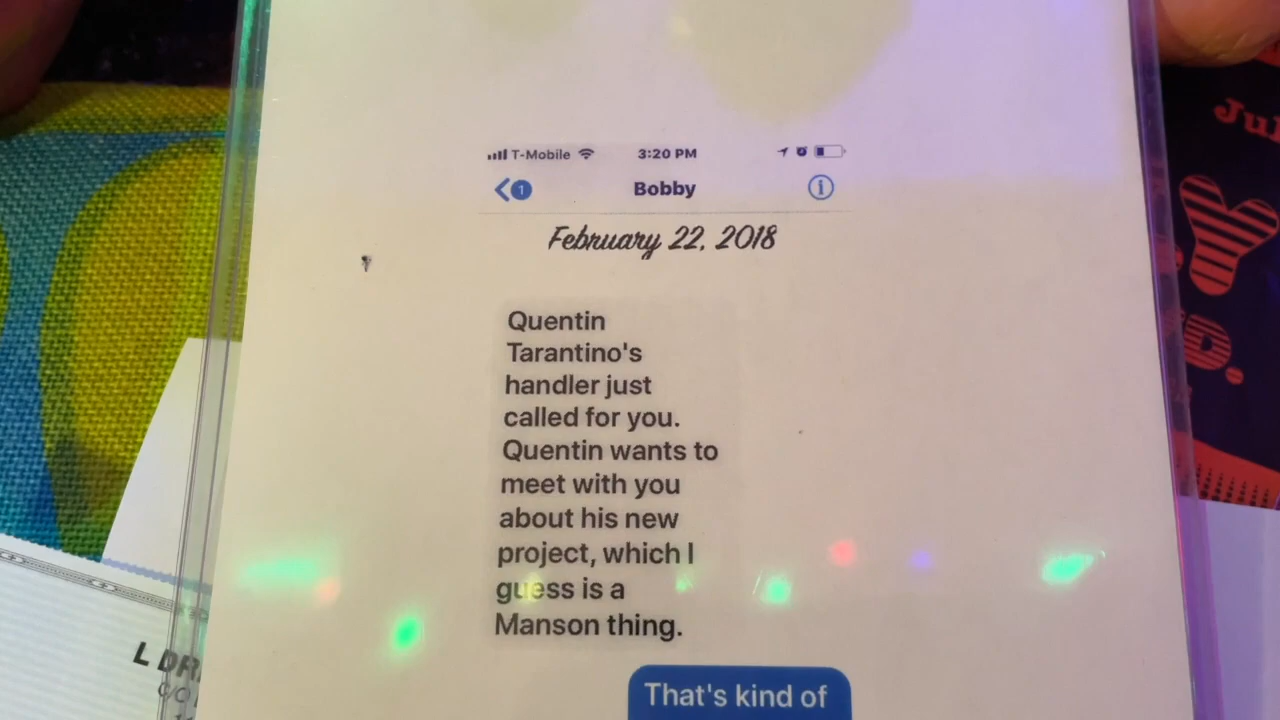 T-Mobile 3:20 PM
1 Bobby
February 22, 2018
Quentin
Tarantino's
handler just
called for you.
Quentin wants to
meet with you
about his new
project, which I
guess is a
Manson thing.
That's kind of